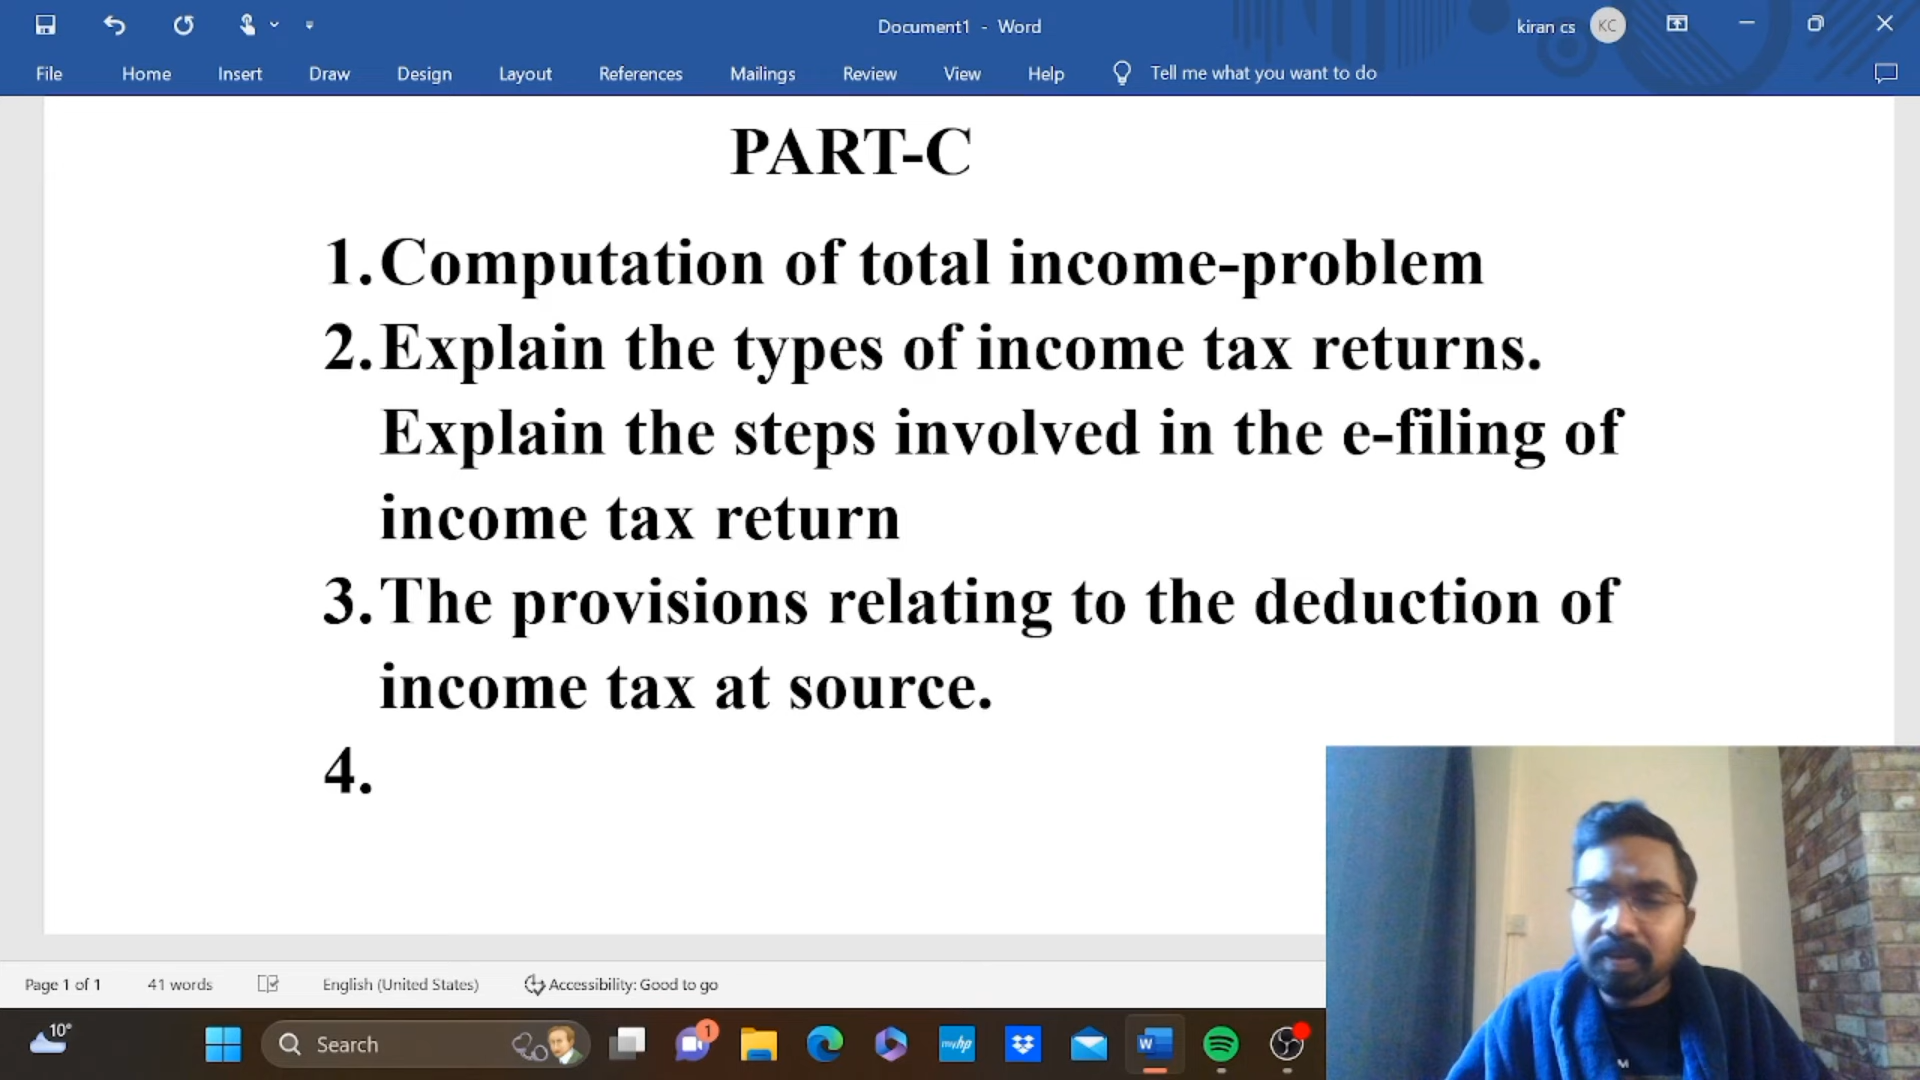 Document1 - Word
kiran cs
KC
File Home Insert Draw Design Layout References Mailings Review View Help Tell me what you want to do
PART-C
1.Computation of total income-problem
2.Explain the types of income tax returns.
Explain the steps involved in the e-filing of
income tax return
3.The provisions relating to the deduction of
income tax at source.
4.
Page 1 of 1 41 words English (United States) Accessibility: Good to go
10°
Search
1
myhp
W
M